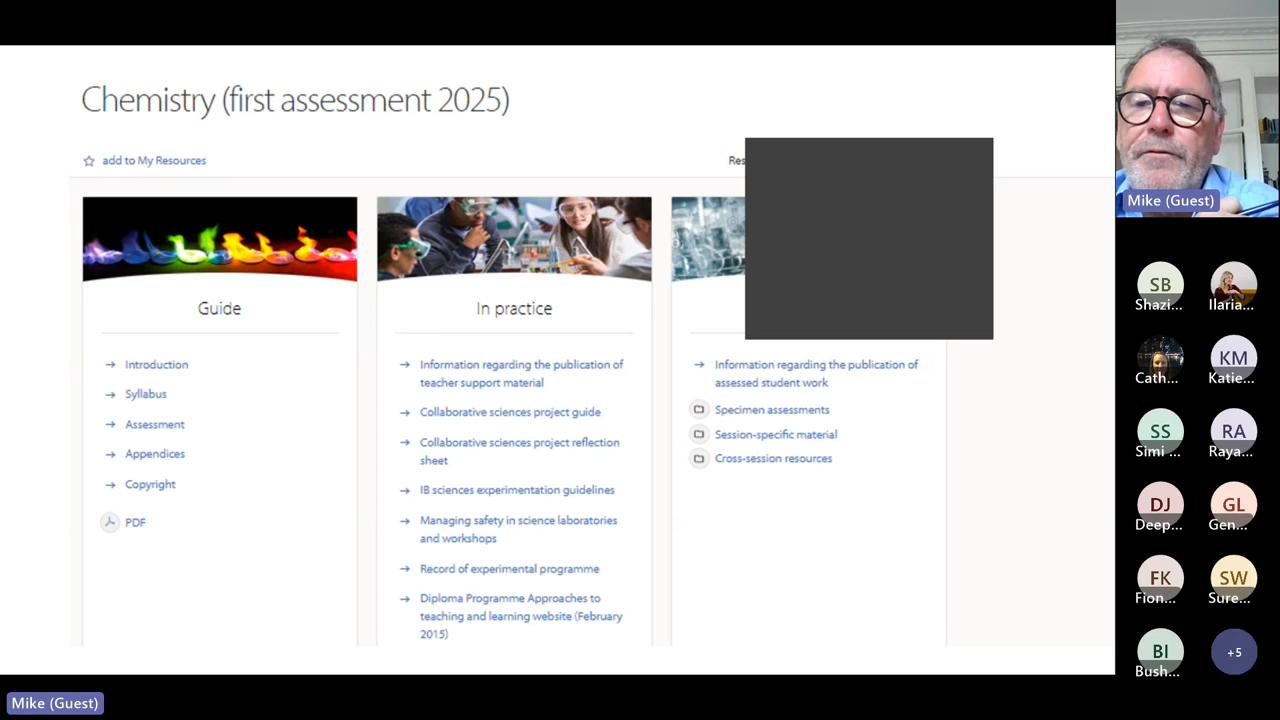 Chemistry (first assessment 2025)
add to My Resources
Res
Guide
Introduction
Syllabus
Assessment
Appendices
Copyright
PDF
In practice
Information regarding the publication of
teacher support material
Collaborative sciences project guide
Collaborative sciences project reflection
sheet
IB sciences experimentation guidelines
Managing safety in science laboratories
and workshops
Record of experimental programme
Diploma Programme Approaches to
teaching and learning website (February
2015)
Information regarding the publication of
assessed student work
Specimen assessments
Session-specific material
Cross-session resources
Mike (Guest)
SB
Shazi...
Ilaria...
Cath...
KM
Katie...
SS
Simi ...
RA
Raya...
DJ
Deep...
GL
Gen...
FK
Fion...
SW
Sure...
BI
Bush...
+5
Mike (Guest)